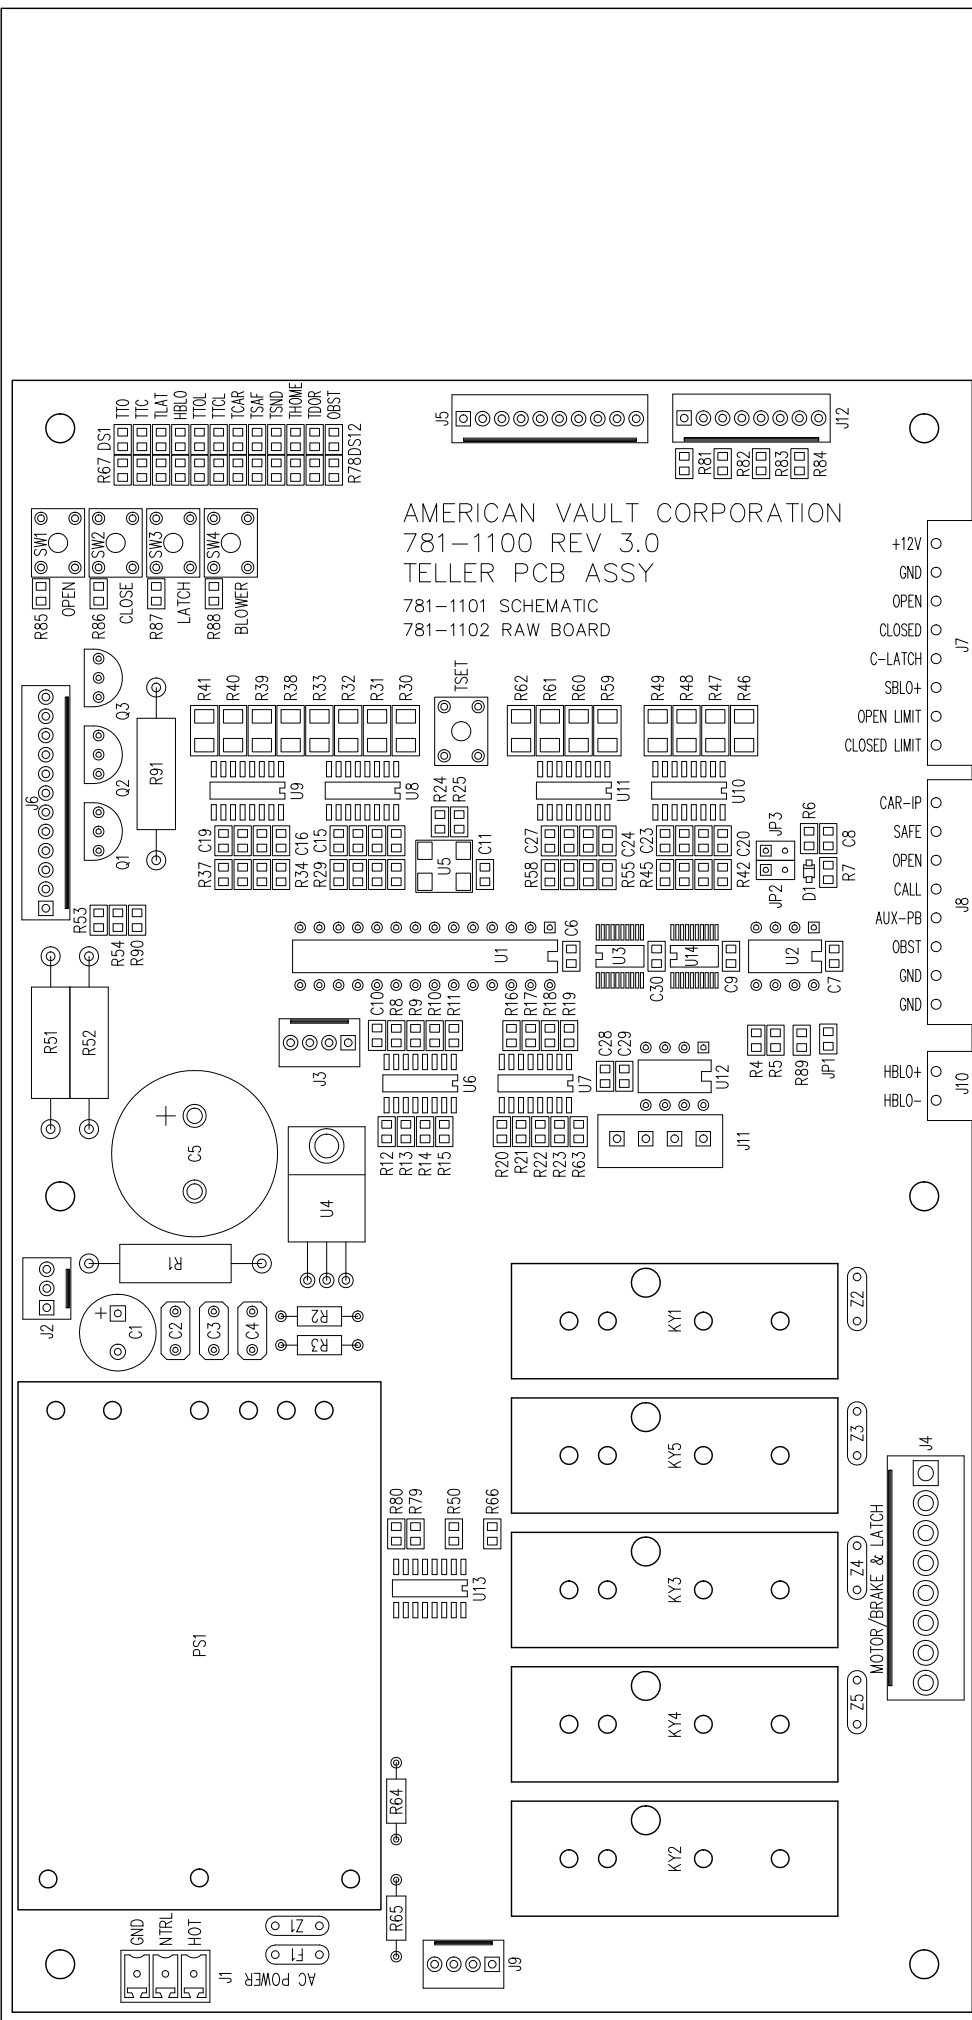 TTO
TTC
TLAT
HBLO
TTOL
TTCL
TCAR
TSAF
TSND
THOME
TDOR
OBST
R67 DS1
R78DS12
J5
J12
R81
R82
R83
R84
SW1
SW2
SW3
SW4
R85
OPEN
R86
CLOSE
R87
LATCH
R88
BLOWER
AMERICAN VAULT CORPORATION
781-1100 REV 3.0
TELLER PCB ASSY
781-1101 SCHEMATIC
781-1102 RAW BOARD
+12V
GND
OPEN
CLOSED
C-LATCH
SBLO+
OPEN LIMIT
CLOSED LIMIT
J7
CAR-IP
SAFE
OPEN
CALL
AUX-PB
OBST
GND
GND
J8
HBLO+
HBLO-
J10
J6
Q3
Q2
Q1
R91
R41
R40
R39
R38
R33
R32
R31
R30
TSET
R62
R61
R60
R59
R49
R48
R47
R46
U9
U8
U11
U10
C19
C16
C15
R24
R25
C27
C24
C23
C20
JP3
R6
C8
R37
R34
R29
U5
C11
R58
R55
R45
R42
JP2
D1
R7
R53
R54
R90
U1
C6
U3
C30
U14
C9
U2
C7
R51
R52
J3
C10
R8
R9
R10
R11
R16
R17
R18
R19
C28
C29
R4
R5
R89
JP1
U6
U7
U12
C5
U4
R12
R13
R14
R15
R20
R21
R22
R23
R63
J11
J2
R1
+
+
C1
C2
C3
C4
R2
R3
KY1
Z2
KY5
Z3
J4
PS1
R80
R79
R50
R66
U13
KY3
Z4
MOTOR/BRAKE & LATCH
KY4
Z5
R64
KY2
R65
GND
NTRL
HOT
J1
Z1
F1
AC POWER
J9